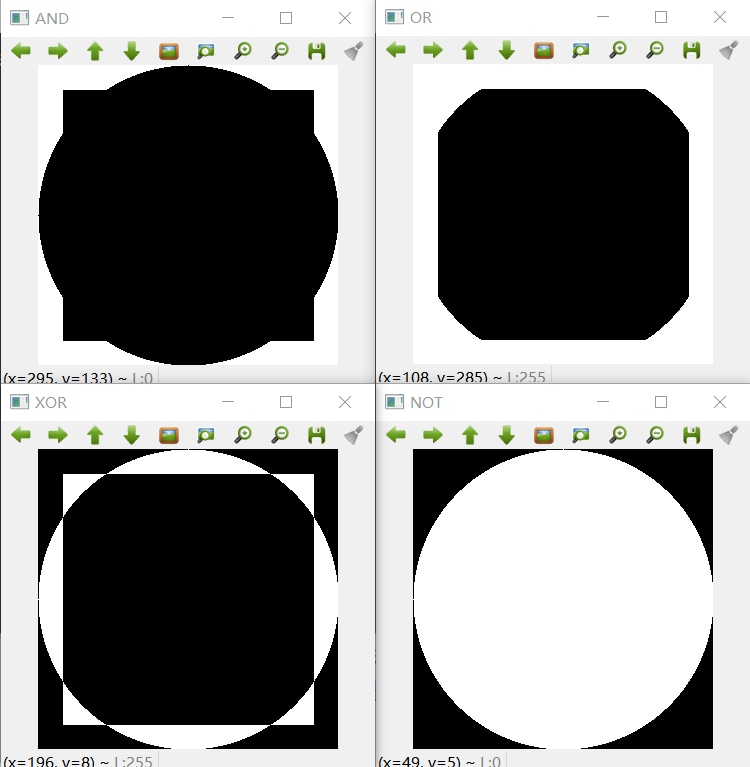 AND
OR
(x=295, y=133) ~ L:0
(x=108, y=285) ~ L:255
XOR
NOT
(x=196, y=8) ~ L:255
(x=49, y=5) ~ L:0